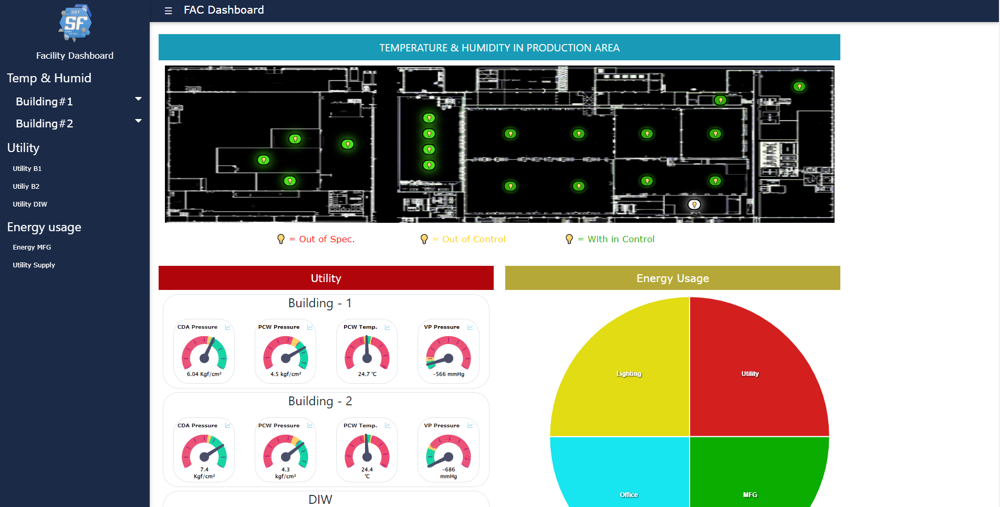 SDT
SF
Facility Dashboard
Temp & Humid
Building#1
Building#2
Utility
Utility B1
Utiliy B2
Utility DIW
Energy usage
Energy MFG
Utility Supply
☰ FAC Dashboard
TEMPERATURE & HUMIDITY IN PRODUCTION AREA
= Out of Spec.
= Out of Control
= With in Control
Utility
Building - 1
CDA Pressure
6.04 Kgf/cm²
PCW Pressure
4.5 kgf/cm²
PCW Temp.
24.7 °C
VP Pressure
-566 mmHg
Building - 2
CDA Pressure
7.4
Kgf/cm²
PCW Pressure
4.3
kgf/cm²
PCW Temp.
24.4
°C
VP Pressure
-686
mmHg
DIW
Energy Usage
Lighting
Utility
Office
MFG